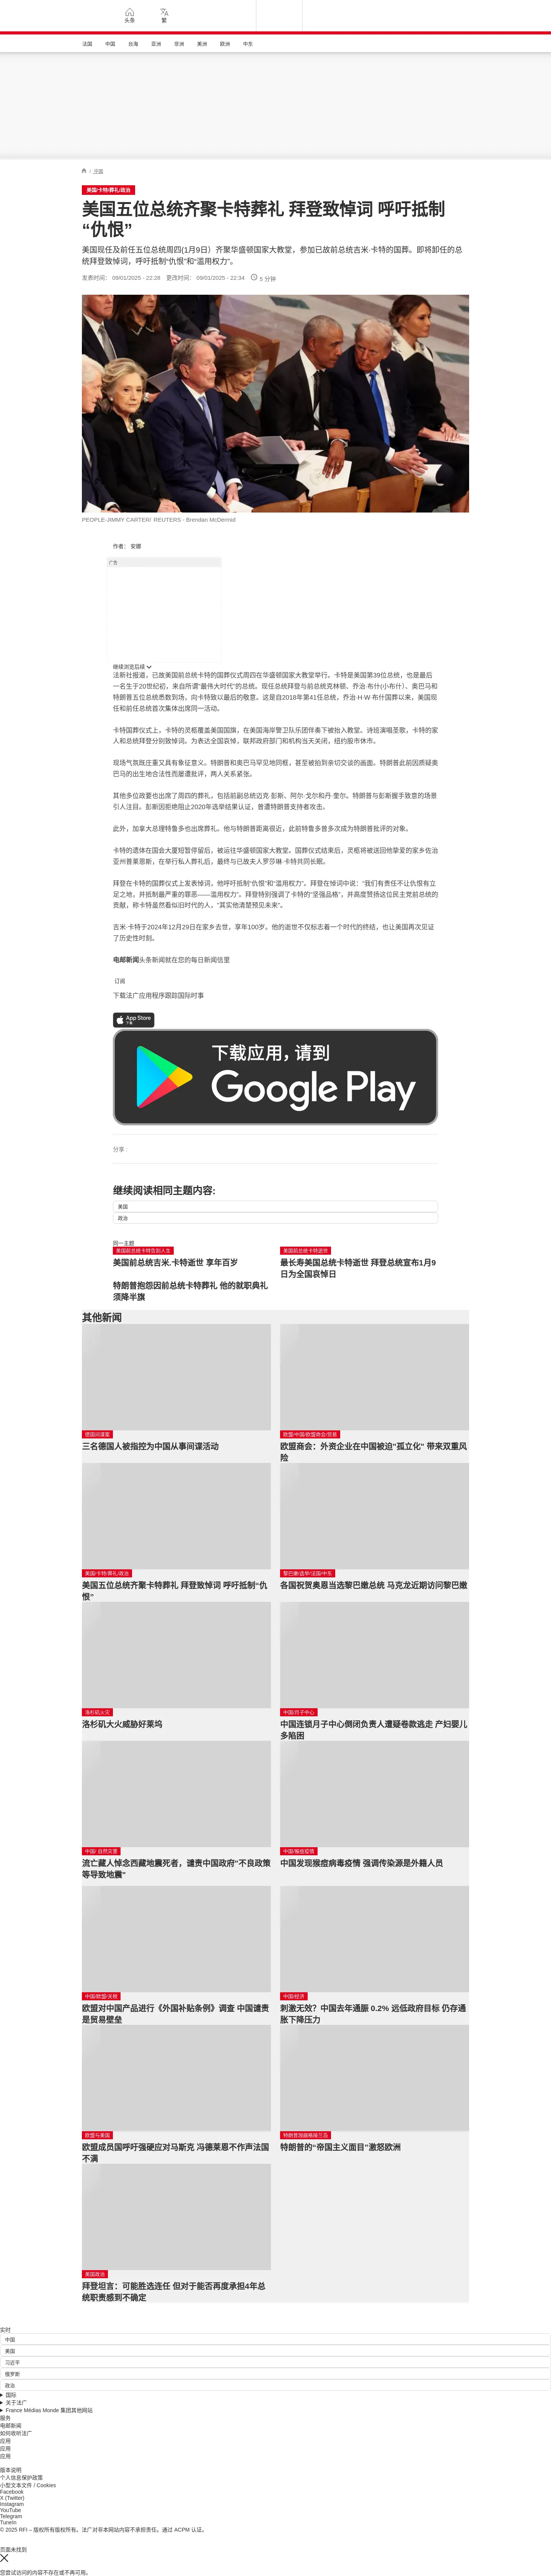 头条
繁
法国
中国
台海
亚洲
非洲
美洲
欧洲
中东
/ 中国
美国/卡特/葬礼/政治
美国五位总统齐聚卡特葬礼 拜登致悼词 呼吁抵制
“仇恨”
美国现任及前任五位总统周四(1月9日）齐聚华盛顿国家大教堂，参加已故前总统吉米·卡特的国葬。即将卸任的总
统拜登致悼词，呼吁抵制“仇恨”和“滥用权力”。
发表时间： 09/01/2025 - 22:28 更改时间： 09/01/2025 - 22:34 5 分钟
PEOPLE-JIMMY CARTER/ REUTERS - Brendan McDermid
作者： 安娜
广告
继续浏览后续
法新社报道，已故美国前总统卡特的国葬仪式周四在华盛顿国家大教堂举行。卡特是美国第39位总统，也是最后
一名生于20世纪初，来自所谓“最伟大时代”的总统。现任总统拜登与前总统克林顿、乔治·布什(小布什)、奥巴马和
特朗普五位总统悉数到场，向卡特致以最后的敬意。这是自2018年第41任总统，乔治·H·W·布什国葬以来，美国现
任和前任总统首次集体出席同一活动。
卡特国葬仪式上，卡特的灵柩覆盖美国国旗，在美国海岸警卫队乐团伴奏下被抬入教堂。诗班演唱圣歌，卡特的家
人和总统拜登分别致悼词。为表达全国哀悼，联邦政府部门和机构当天关闭，纽约股市休市。
现场气氛既庄重又具有象征意义。特朗普和奥巴马罕见地同框，甚至被拍到亲切交谈的画面。特朗普此前因质疑奥
巴马的出生地合法性而屡遭批评，两人关系紧张。
其他多位政要也出席了周四的葬礼，包括前副总统迈克·彭斯、阿尔·戈尔和丹·奎尔。特朗普与彭斯握手致意的场景
引人注目。彭斯因拒绝阻止2020年选举结果认证，曾遭特朗普支持者攻击。
此外，加拿大总理特鲁多也出席葬礼。他与特朗普距离很近，此前特鲁多曾多次成为特朗普批评的对象。
卡特的遗体在国会大厦短暂停留后，被运往华盛顿国家大教堂。国葬仪式结束后，灵柩将被送回他挚爱的家乡佐治
亚州普莱恩斯，在举行私人葬礼后，最终与已故夫人罗莎琳·卡特共同长眠。
拜登在卡特的国葬仪式上发表悼词，他呼吁抵制“仇恨”和“滥用权力”。拜登在悼词中说：“我们有责任不让仇恨有立
足之地，并抵制最严重的罪恶——滥用权力”。拜登特别强调了卡特的“坚强品格”，并高度赞扬这位民主党前总统的
贡献，称卡特虽然看似旧时代的人，"其实他清楚预见未来"。
吉米·卡特于2024年12月29日在家乡去世，享年100岁。他的逝世不仅标志着一个时代的终结，也让美国再次见证
了历史性时刻。
电邮新闻头条新闻就在您的每日新闻信里
订阅
下载法广应用程序跟踪国际时事
App Store
下载
下载应用，请到
Google Play
分享 :
继续阅读相同主题内容:
美国
政治
同一主题
美国前总统卡特告别人生
美国前总统吉米.卡特逝世 享年百岁
美国前总统卡特逝世
最长寿美国总统卡特逝世 拜登总统宣布1月9
日为全国哀悼日
特朗普抱怨因前总统卡特葬礼 他的就职典礼
须降半旗
其他新闻
德国间谍案
三名德国人被指控为中国从事间谍活动
欧盟/中国/欧盟商会/贸易
欧盟商会：外资企业在中国被迫"孤立化" 带来双重风
险
美国/卡特/葬礼/政治
美国五位总统齐聚卡特葬礼 拜登致悼词 呼吁抵制“仇
恨”
黎巴嫩/选举/法国/中东
各国祝贺奥恩当选黎巴嫩总统 马克龙近期访问黎巴嫩
洛杉矶火灾
洛杉矶大火威胁好莱坞
中国/月子中心
中国连锁月子中心倒闭负责人遭疑卷款逃走 产妇婴儿
多陷困
中国/ 自然灾害
流亡藏人悼念西藏地震死者，谴责中国政府"不良政策
等导致地震"
中国/猴痘疫情
中国发现猴痘病毒疫情 强调传染源是外籍人员
中国/欧盟/关税
欧盟对中国产品进行《外国补贴条例》调查 中国谴责
是贸易壁垒
中国/经济
刺激无效？中国去年通脤 0.2% 远低政府目标 仍存通
胀下降压力
欧盟与美国
欧盟成员国呼吁强硬应对马斯克 冯德莱恩不作声法国
不满
特朗普觊觎格陵兰岛
特朗普的“帝国主义面目”激怒欧洲
美国政治
拜登坦言：可能胜选连任 但对于能否再度承担4年总
统职责感到不确定
实时
中国
美国
习近平
俄罗斯
政治
国际
关于法广
France Médias Monde 集团其他网站
服务
电邮新闻
如何收听法广
应用
应用
应用
版本说明
个人信息保护政策
小型文本文件 / Cookies
Facebook
X (Twitter)
Instagram
YouTube
Telegram
TuneIn
© 2025 RFI – 版权所有版权所有。法广对非本网站内容不承担责任。通过 ACPM 认证。
页面未找到
您尝试访问的内容不存在或不再可用。